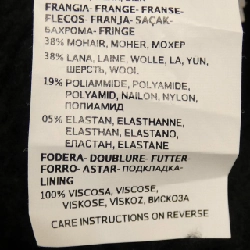 FRANGIA- FRANGE- FRANSE-
FLECOS- FRANJA- SAÇAK-
БАХРОМА- FRINGE
38% MOHAIR, MOHER, МОХЕР
38% LANA, LAINE, WOLLE, LA, YUN,
ШЕРСТЬ, WOOL
19% POLIAMMIDE, POLYAMIDE,
POLYAMID, NAILON, NYLON,
ПОПИАМИД
05% ELASTAN, ELASTHANNE,
ELASTHAN, ELASTANO,
ЕЛАСТАН, ELASTANE
FODERA- DOUBLURE- FUTTER
FORRO- ASTAR- ПОДКЛАДКА-
LINING
100% VISCOSA, VISCOSE,
VISKOSE, VISKOZ, ВИСКОЗА
CARE INSTRUCTIONS ON REVERSE